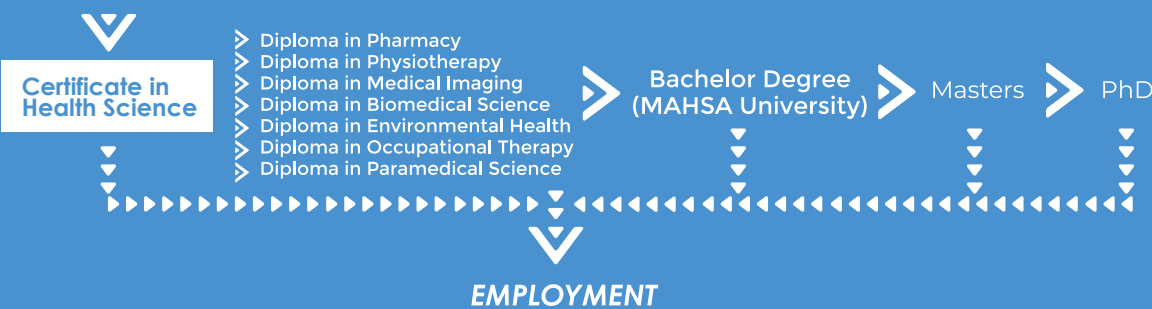 Certificate in
Health Science
Diploma in Pharmacy
Diploma in Physiotherapy
Diploma in Medical Imaging
Diploma in Biomedical Science
Diploma in Environmental Health
Diploma in Occupational Therapy
Diploma in Paramedical Science
Bachelor Degree
(MAHSA University)
Masters
PhD
EMPLOYMENT